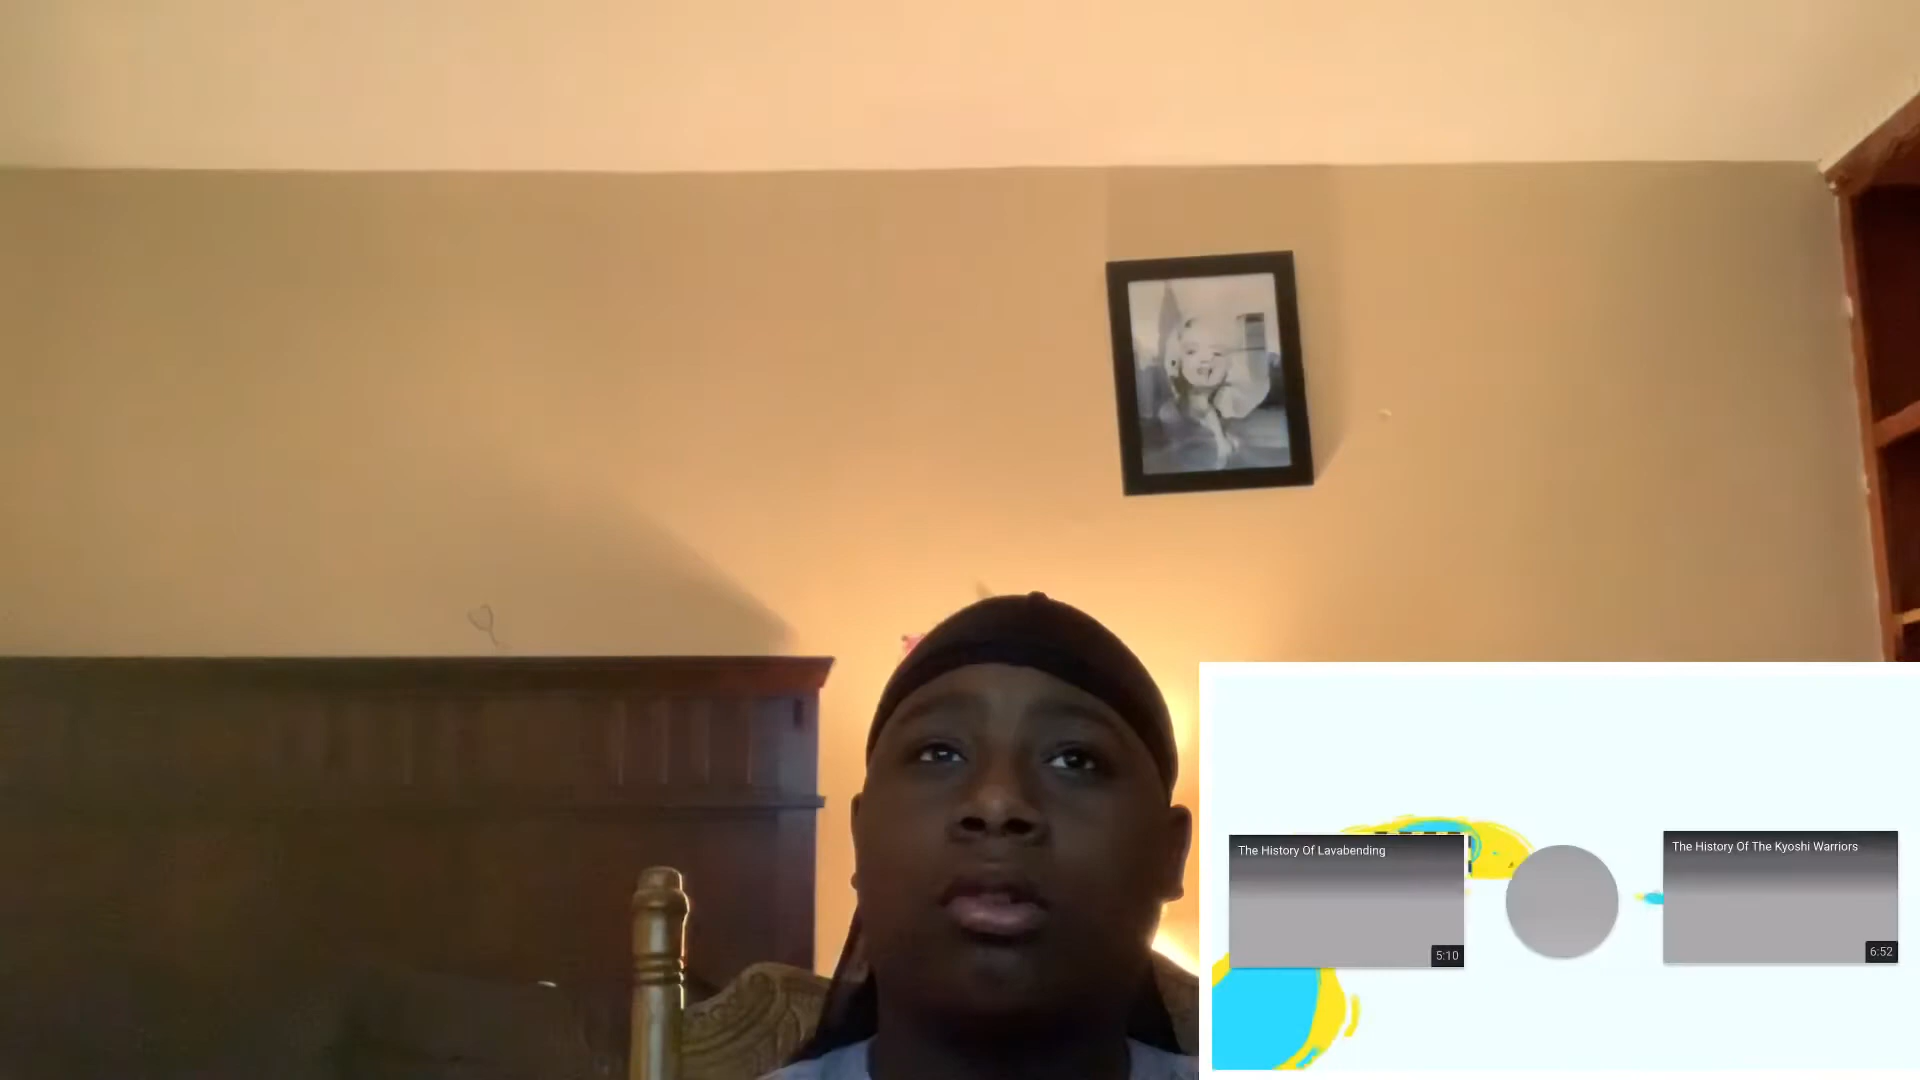 The History Of Lavabending
5:10
The History Of The Kyoshi Warriors
6:52